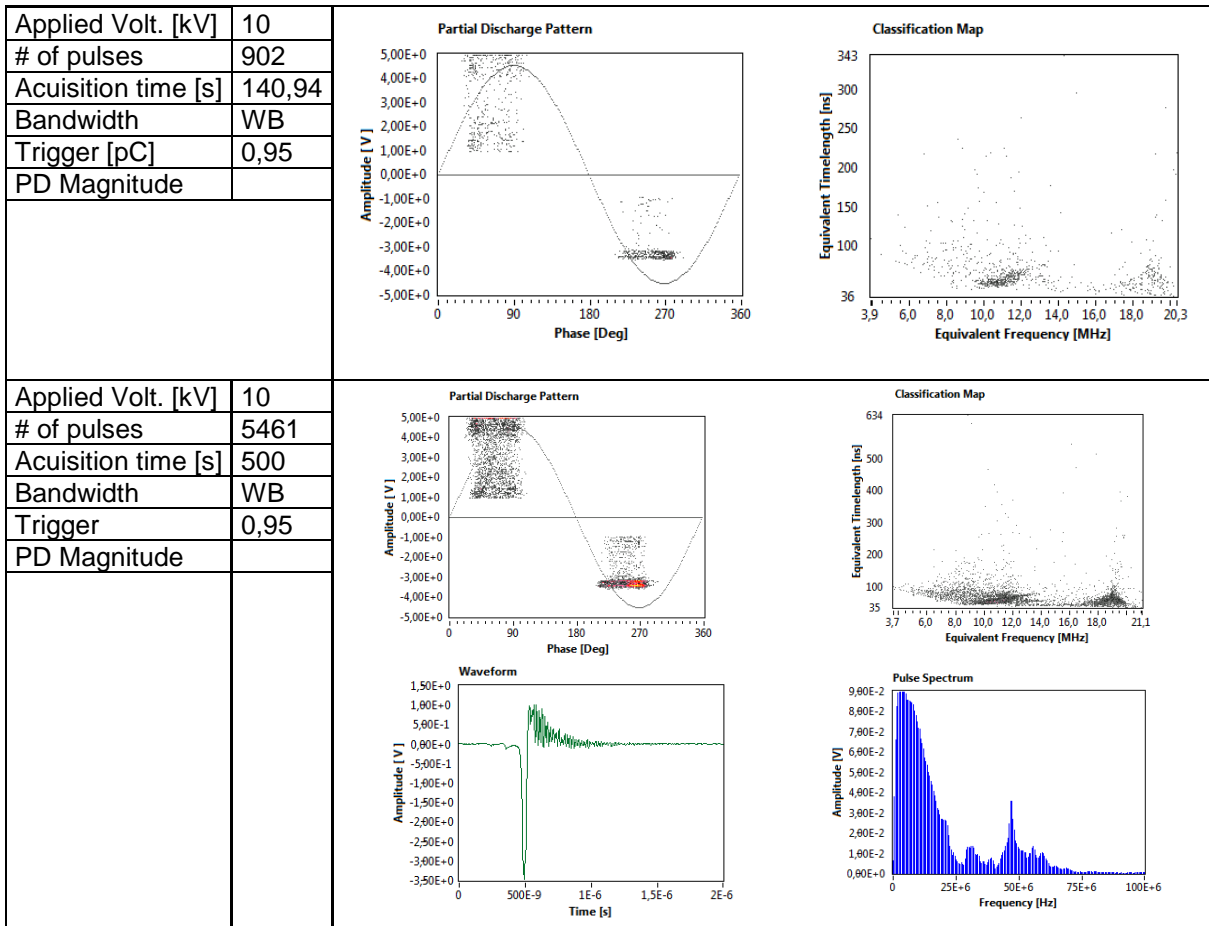 Applied Volt. [kV] 10
# of pulses 902
Acuisition time [s] 140,94
Bandwidth WB
Trigger [pC] 0,95
PD Magnitude
Partial Discharge Pattern
5,00E+0
4,00E+0
3,00E+0
2,00E+0
1,00E+0
0,00E+0
-1,00E+0
-2,00E+0
-3,00E+0
-4,00E+0
-5,00E+0
Amplitude [ V ]
0 90 180 270 360
Phase [Deg]
Classification Map
343
300
250
200
150
100
36
Equivalent Timelength [ns]
3,9 6,0 8,0 10,0 12,0 14,0 16,0 18,0 20,3
Equivalent Frequency [MHz]
Applied Volt. [kV] 10
# of pulses 5461
Acuisition time [s] 500
Bandwidth WB
Trigger 0,95
PD Magnitude
Partial Discharge Pattern
5,00E+0
4,00E+0
3,00E+0
2,00E+0
1,00E+0
0,00E+0
-1,00E+0
-2,00E+0
-3,00E+0
-4,00E+0
-5,00E+0
Amplitude [ V ]
0 90 180 270 360
Phase [Deg]
Classification Map
634
500
400
300
200
100
35
Equivalent Timelength [ns]
3,7 6,0 8,0 10,0 12,0 14,0 16,0 18,0 21,1
Equivalent Frequency [MHz]
Waveform
1,50E+0
1,00E+0
5,00E-1
0,00E+0
-5,00E-1
-1,00E+0
-1,50E+0
-2,00E+0
-2,50E+0
-3,00E+0
-3,50E+0
Amplitude [ V ]
0 500E-9 1E-6 1,5E-6 2E-6
Time [s]
Pulse Spectrum
9,00E-2
8,00E-2
7,00E-2
6,00E-2
5,00E-2
4,00E-2
3,00E-2
2,00E-2
1,00E-2
0,00E+0
Amplitude [V]
0 25E+6 50E+6 75E+6 100E+6
Frequency [Hz]